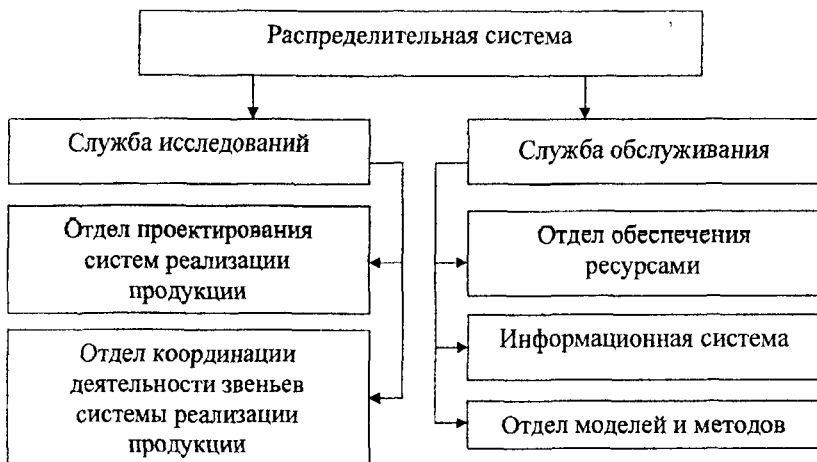 Распределительная система
Служба исследований
Отдел проектирования
систем реализации
продукции
Отдел координации
деятельности звеньев
системы реализации
продукции
Служба обслуживания
Отдел обеспечения
ресурсами
Информационная система
Отдел моделей и методов